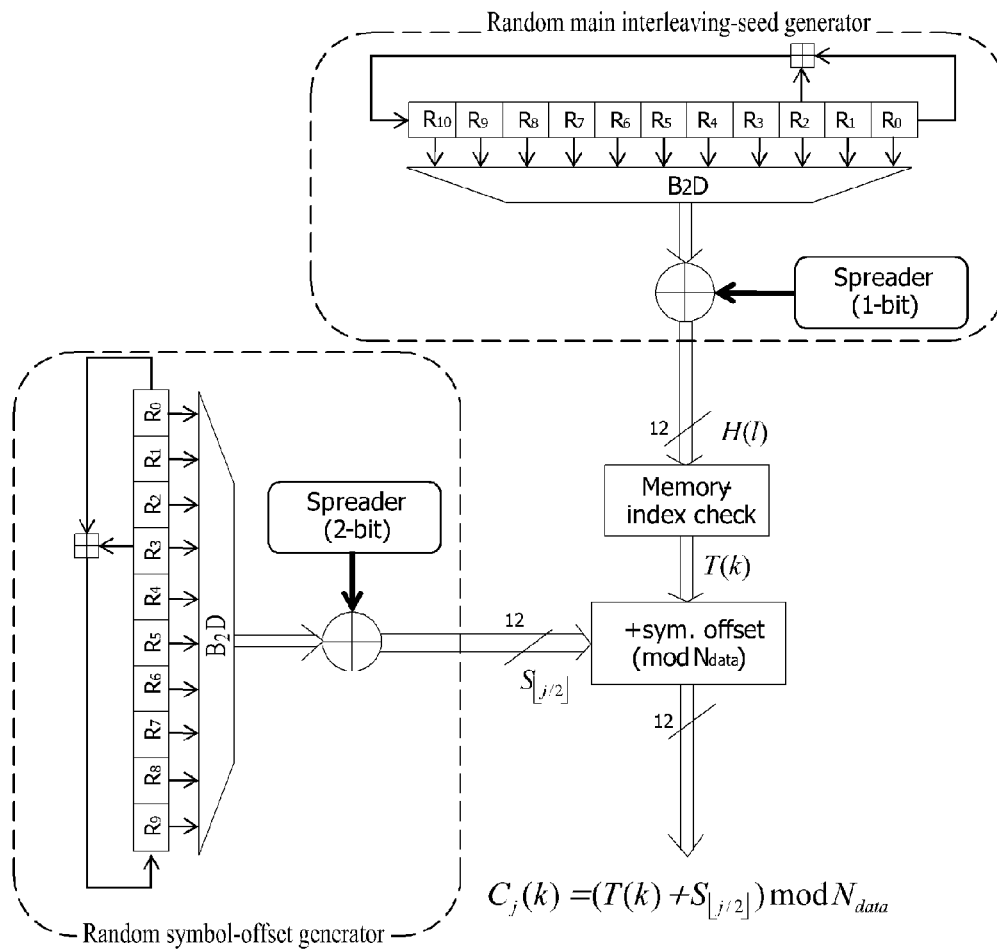 Random main interleaving-seed generator
R10 R9 R8 R7 R6 R5 R4 R3 R2 R1 R0
B2D
Spreader
(1-bit)
12
H(l)
Memory-
index check
T(k)
+sym. offset
(mod Ndata)
12
R0
R1
R2
R3
R4
R5
R6
R7
R8
R9
B2D
Spreader
(2-bit)
12
S⌊j/2⌋
C_j(k) = (T(k) + S⌊j/2⌋) mod N_data
Random symbol-offset generator